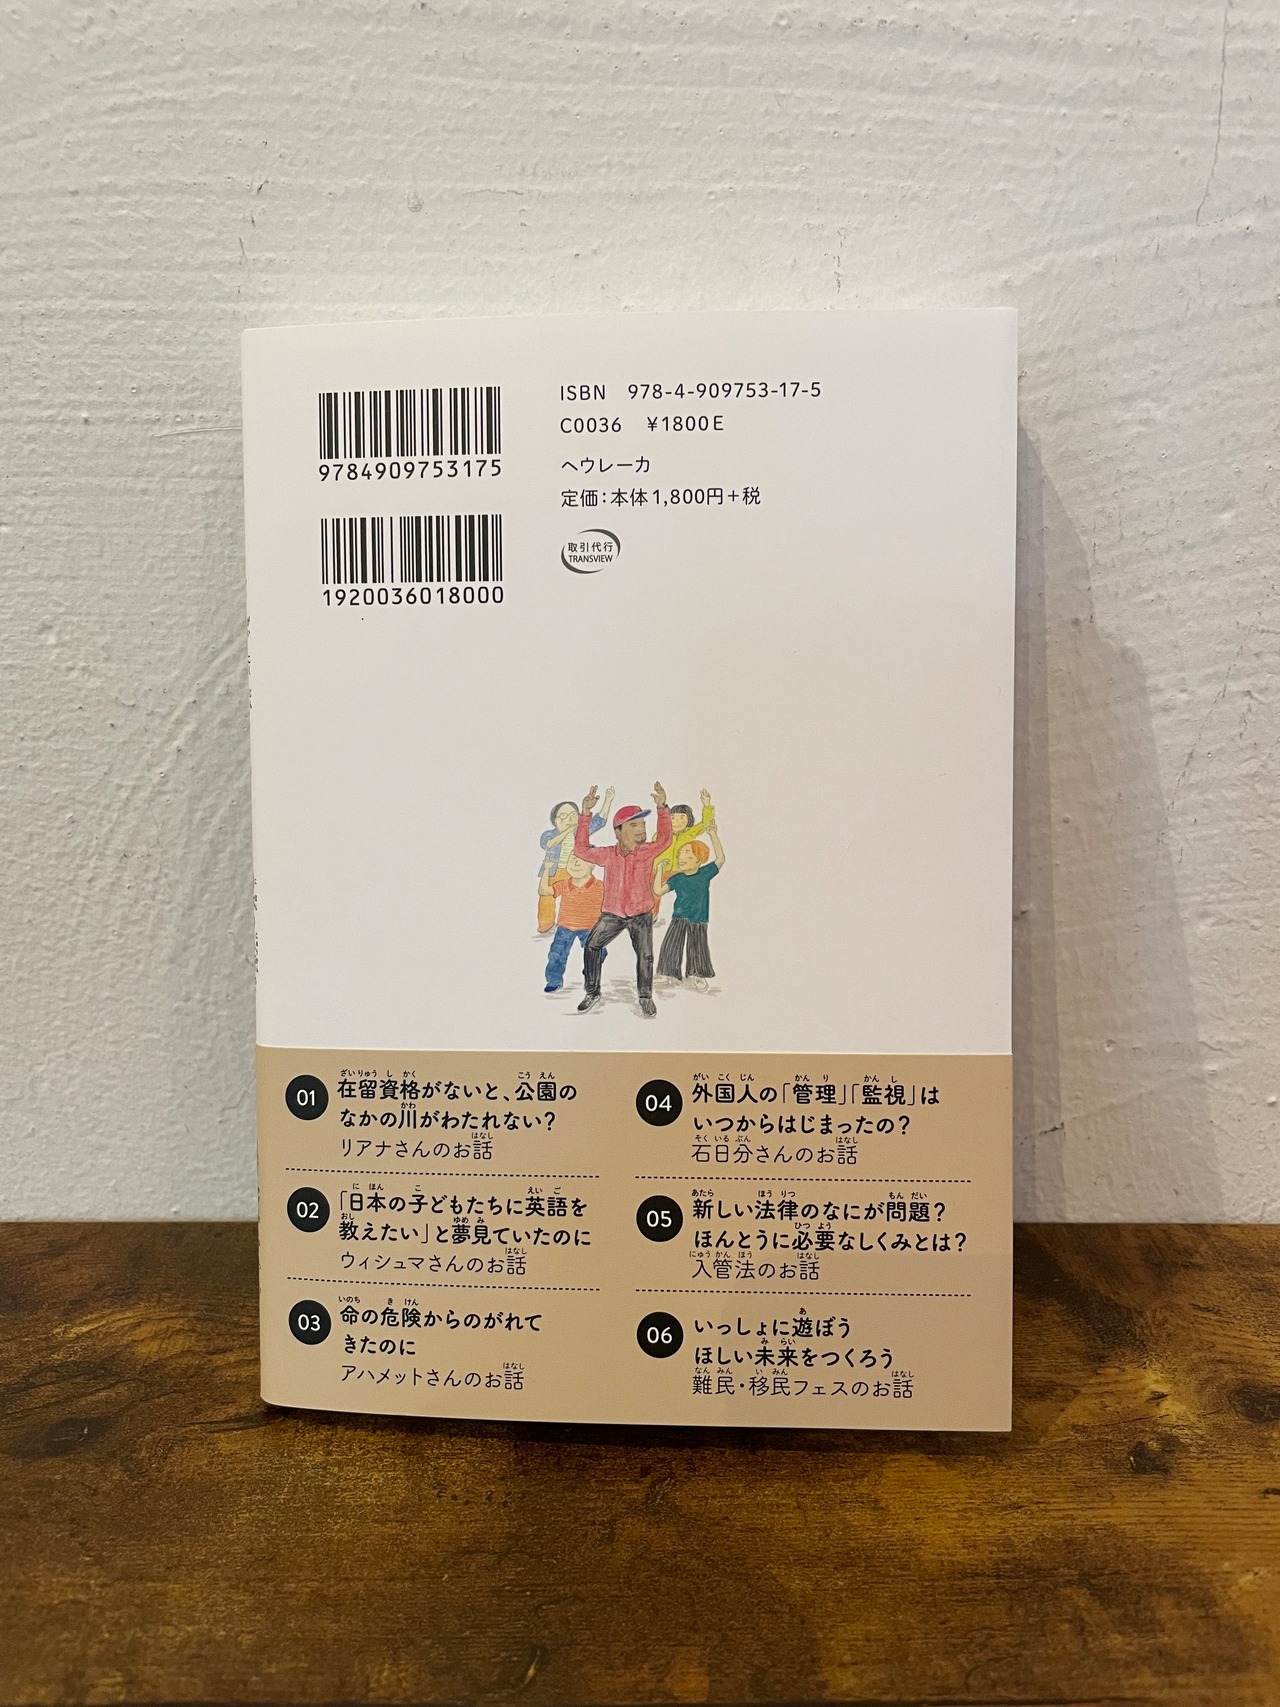 9784909753175
1920036018000
ISBN 978-4-909753-17-5
C0036 ¥1800E
ヘウレーカ
定価：本体1,800円＋税
取引代行
TRANSVIEW
01
在留資格がないと、公園の
なかの川がわたれない？
リアナさんのお話
02
「日本の子どもたちに英語を
教えたい」と夢見ていたのに
ウィシュマさんのお話
03
命の危険からのがれて
きたのに
アハメットさんのお話
04
外国人の「管理」「監視」は
いつからはじまったの？
石日分さんのお話
05
新しい法律のなにが問題？
ほんとうに必要なしくみとは？
入管法のお話
06
いっしょに遊ぼう
ほしい未来をつくろう
難民・移民フェスのお話